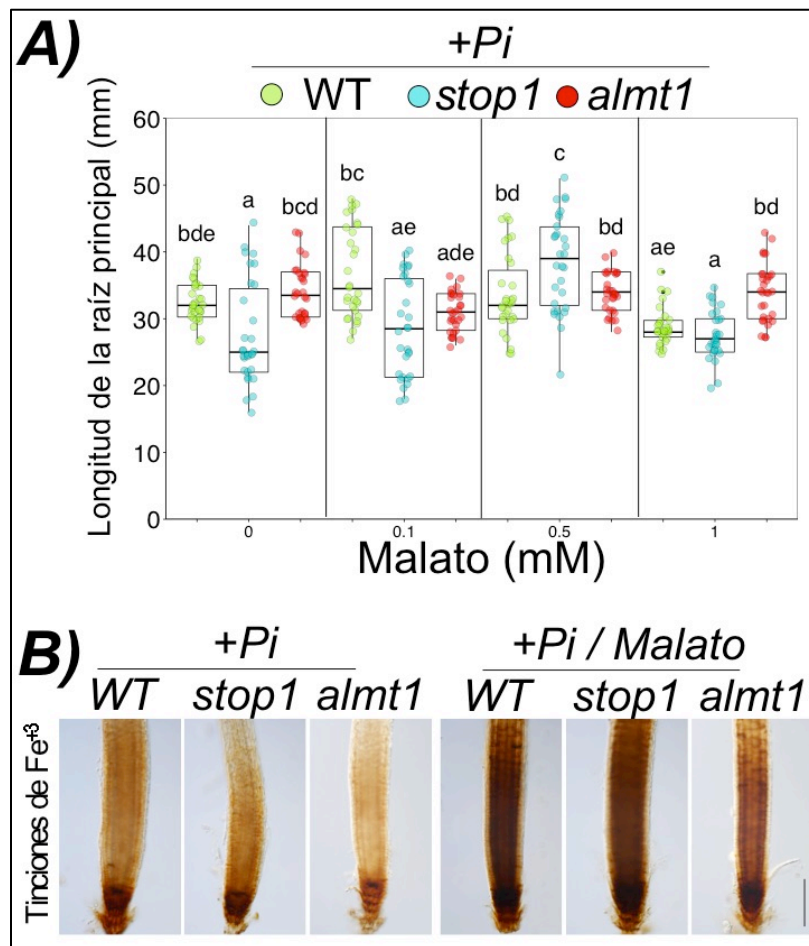 A)
+Pi
WT stop1 almt1
Longitud de la raíz principal (mm)
60
50
40
30
20
10
0
bde
a
bcd
bc
ae
ade
bd
c
bd
ae
a
bd
0 0.1 0.5 1
Malato (mM)
B)
+Pi +Pi / Malato
WT stop1 almt1 WT stop1 almt1
Tinciones de Fe+3